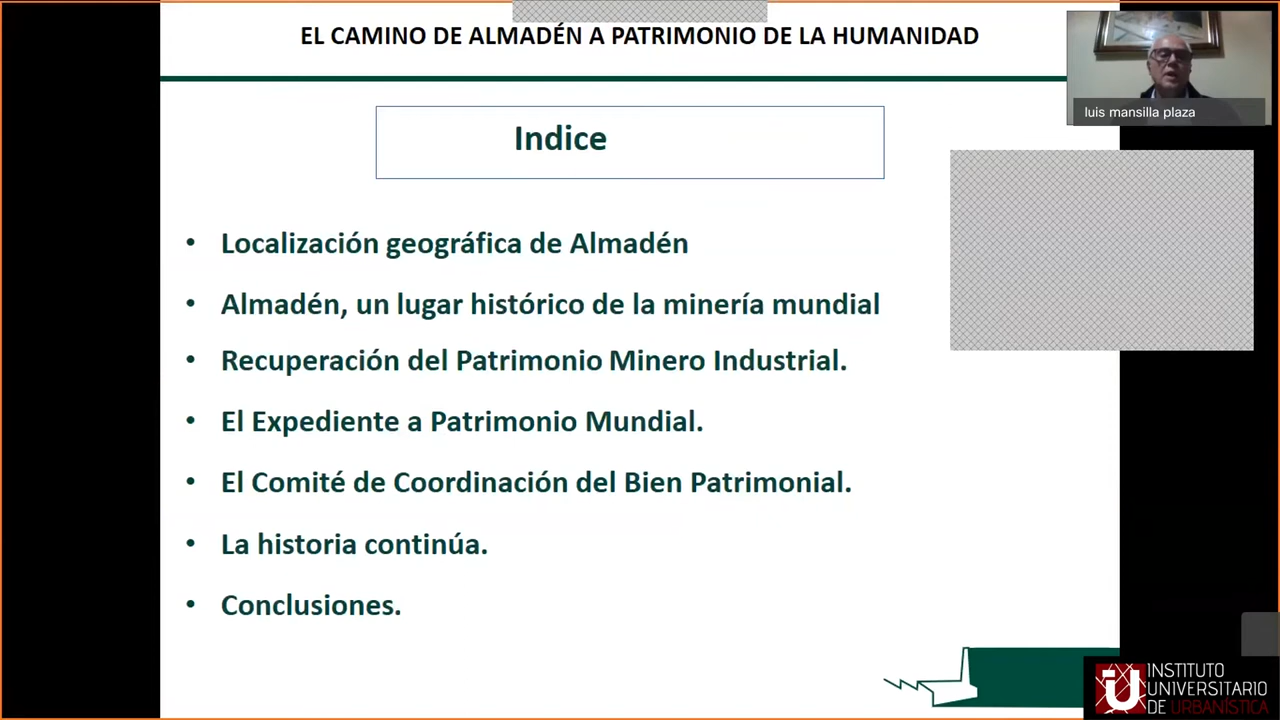 EL CAMINO DE ALMADÉN A PATRIMONIO DE LA HUMANIDAD
luis mansilla plaza
Indice
• Localización geográfica de Almadén
• Almadén, un lugar histórico de la minería mundial
• Recuperación del Patrimonio Minero Industrial.
• El Expediente a Patrimonio Mundial.
• El Comité de Coordinación del Bien Patrimonial.
• La historia continúa.
• Conclusiones.
INSTITUTO
UNIVERSITARIO
DE URBANÍSTICA